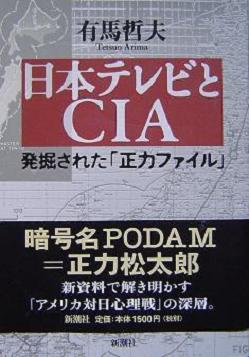 有馬哲夫
Tetsuo Arima
日本テレビと
CIA
発掘された「正力ファイル」
暗号名PODAM
=正力松太郎
新資料で解き明かす
「アメリカ対日心理戦」の深層。
新潮社 定価:本体1500円(税別)
新潮社